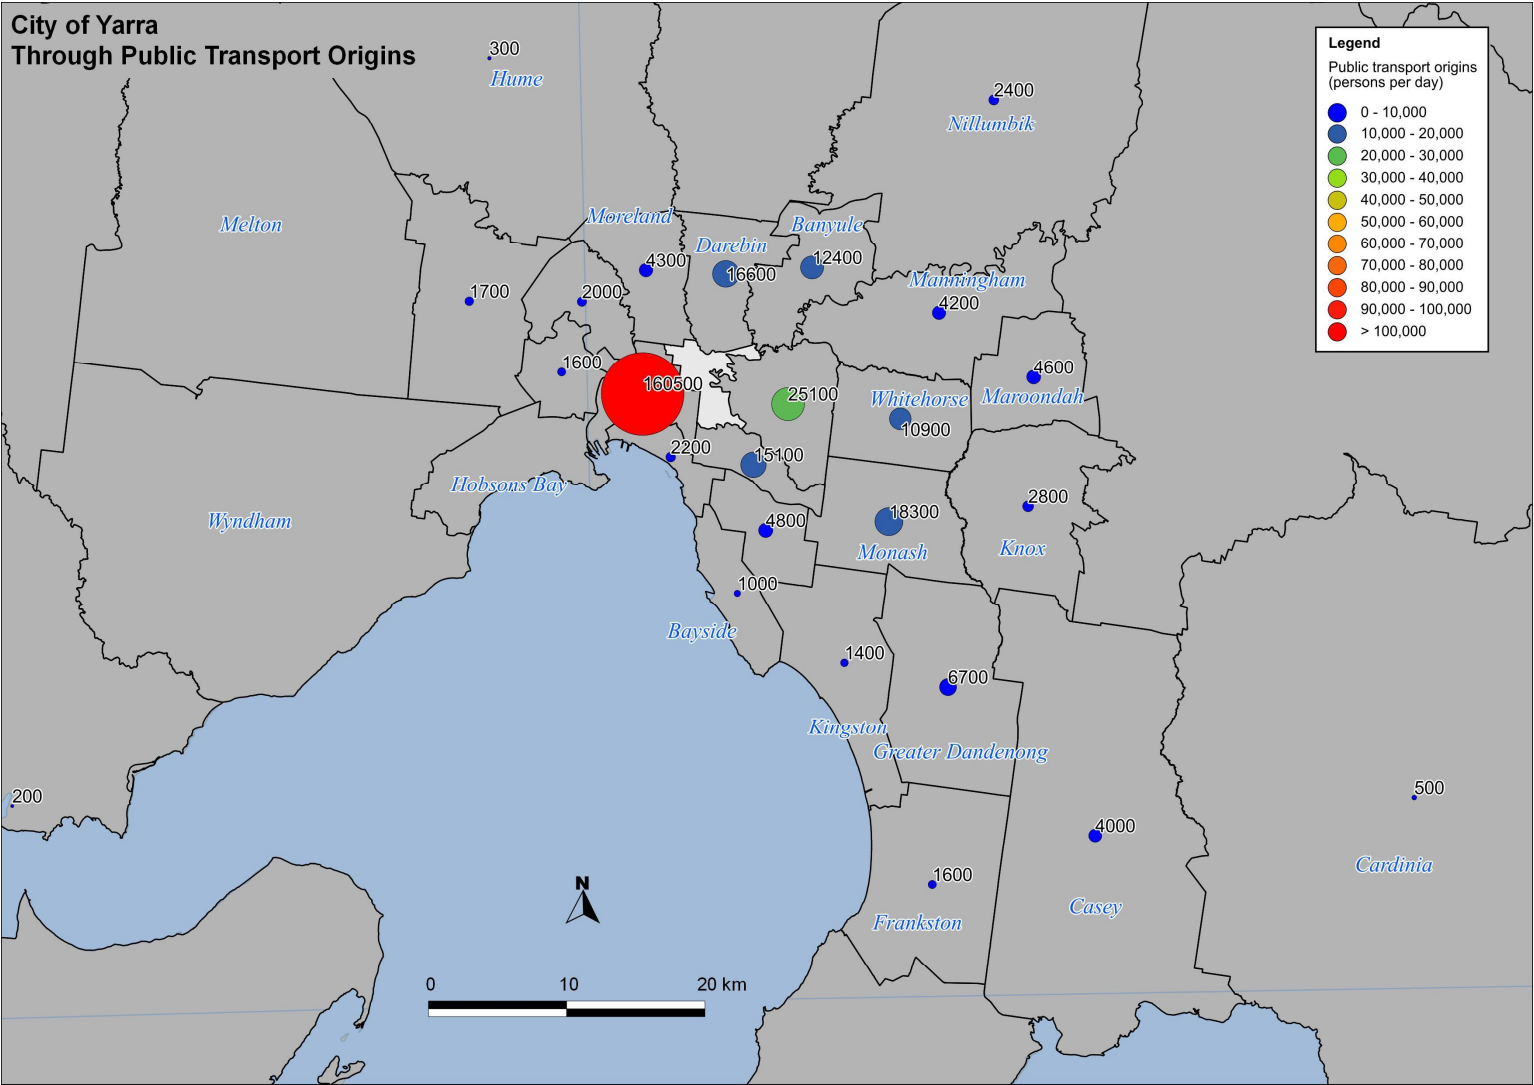 City of Yarra
Through Public Transport Origins
Legend
Public transport origins
(persons per day)
0 - 10,000
10,000 - 20,000
20,000 - 30,000
30,000 - 40,000
40,000 - 50,000
50,000 - 60,000
60,000 - 70,000
70,000 - 80,000
80,000 - 90,000
90,000 - 100,000
> 100,000
300
Hume
2400
Nillumbik
Melton
Moreland
Banyule
Darebin
4300
16600
12400
Manningham
1700
2000
4200
1600
160500
25100
4600
Whitehorse
Maroondah
10900
2200
15100
Hobsons Bay
2800
Wyndham
4800
18300
Monash
Knox
1000
Bayside
1400
6700
Kingston
Greater Dandenong
200
500
4000
Cardinia
1600
Casey
Frankston
N
0 10 20 km